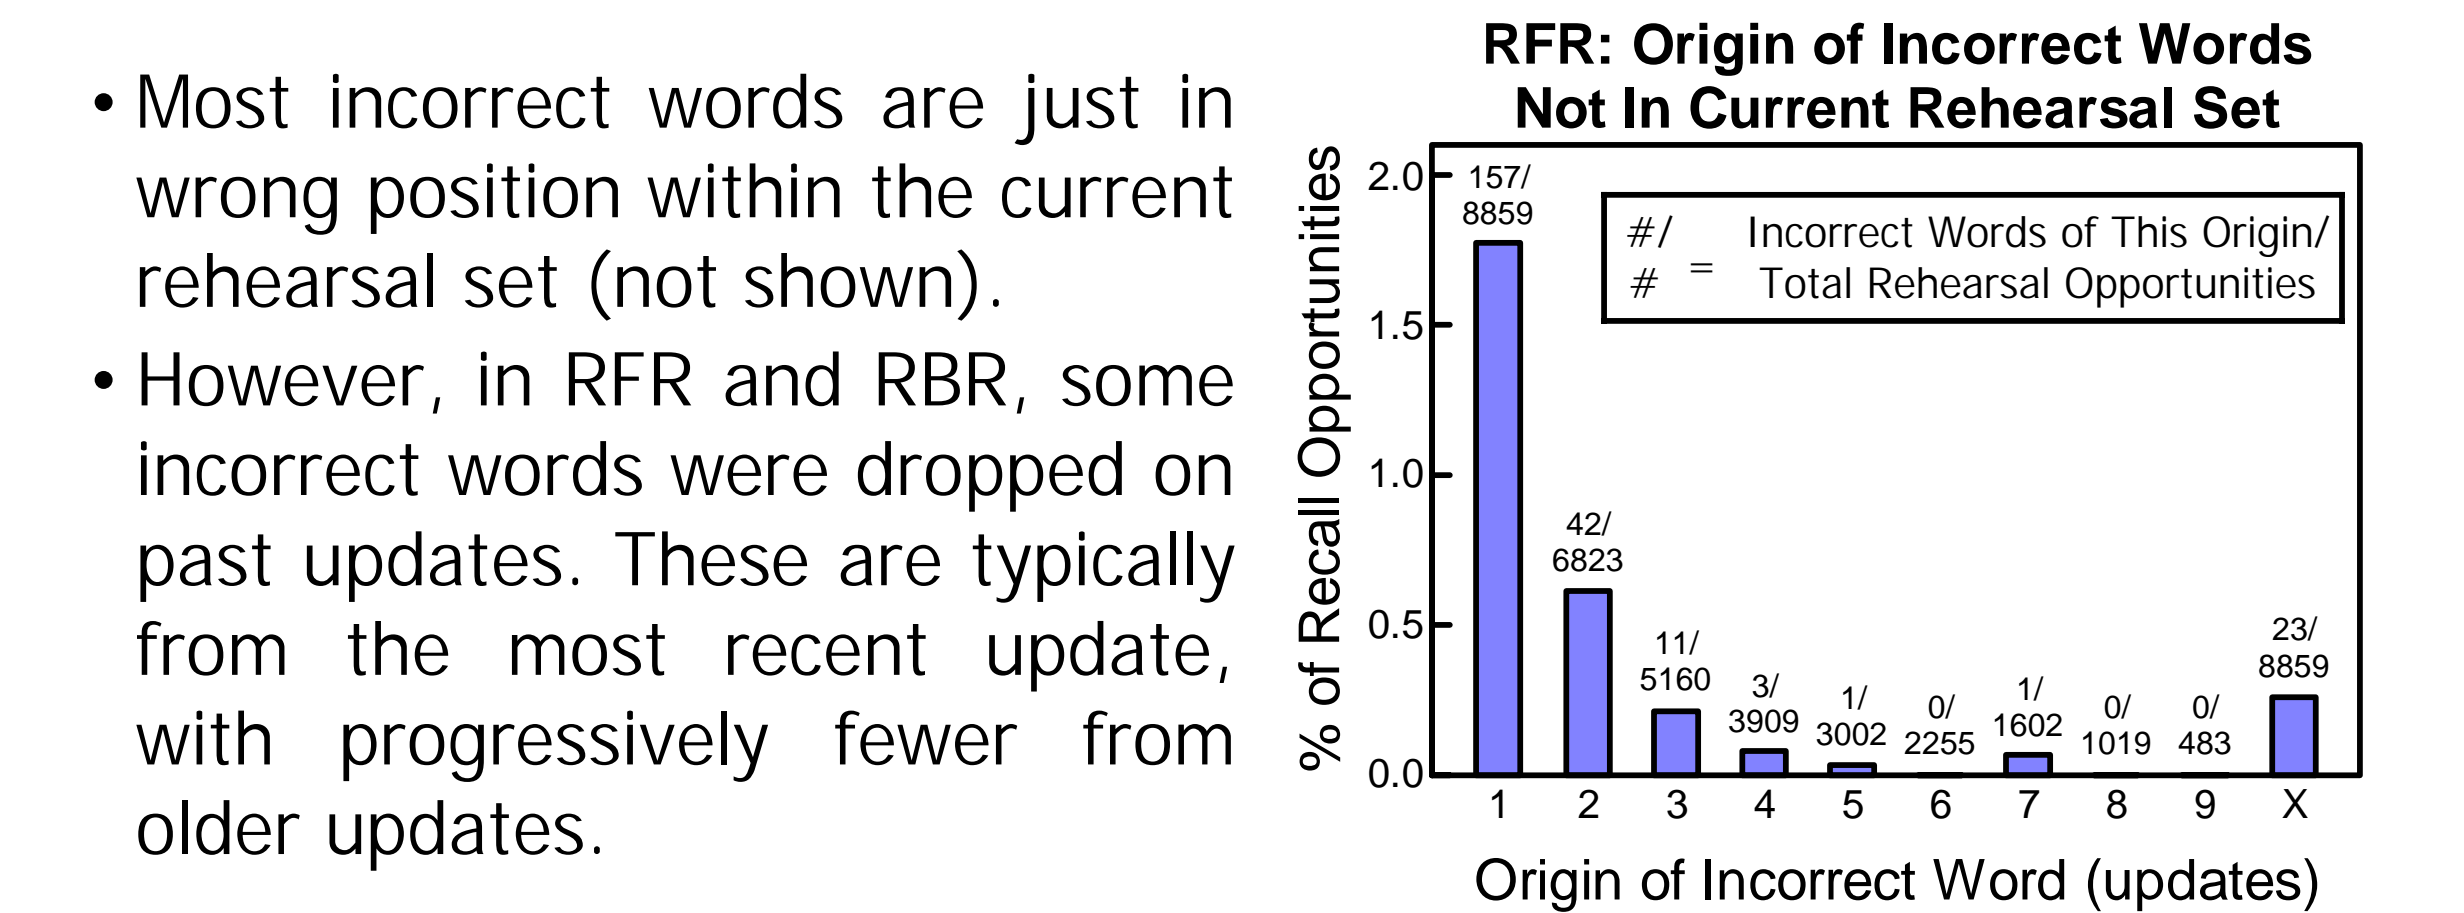 • Most incorrect words are just in
wrong position within the current
rehearsal set (not shown).
• However, in RFR and RBR, some
incorrect words were dropped on
past updates. These are typically
from the most recent update,
with progressively fewer from
older updates.
RFR: Origin of Incorrect Words
Not In Current Rehearsal Set
% of Recall Opportunities
2.0
1.5
1.0
0.5
0.0
#/ Incorrect Words of This Origin/
# = Total Rehearsal Opportunities
157/
8859
42/
6823
11/
5160
3/
3909
1/
3002
0/
2255
1/
1602
0/
1019
0/
483
23/
8859
1 2 3 4 5 6 7 8 9 X
Origin of Incorrect Word (updates)